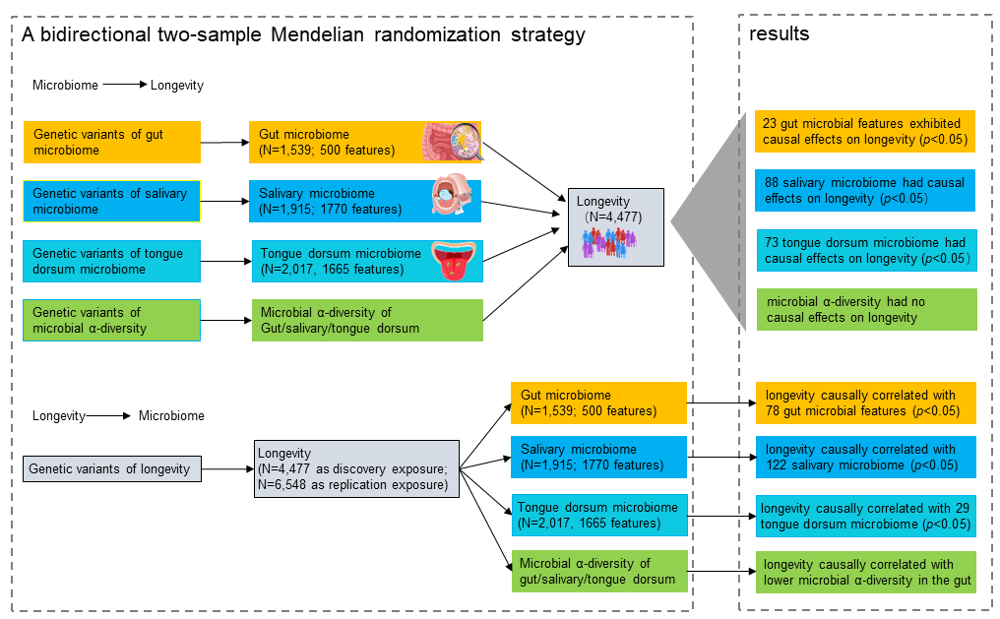 A bidirectional two-sample Mendelian randomization strategy
results
Microbiome
Longevity
Genetic variants of gut
microbiome
Gut microbiome
(N=1,539; 500 features)
Genetic variants of salivary
microbiome
Salivary microbiome
(N=1,915; 1770 features)
Genetic variants of tongue
dorsum microbiome
Tongue dorsum microbiome
(N=2,017, 1665 features)
Genetic variants of
microbial α-diversity
Microbial α-diversity of
Gut/salivary/tongue dorsum
Longevity
(N=4,477)
23 gut microbial features exhibited
causal effects on longevity (p<0.05)
88 salivary microbiome had causal
effects on longevity (p<0.05)
73 tongue dorsum microbiome had
causal effects on longevity (p<0.05)
microbial α-diversity had no
causal effects on longevity
Longevity
Microbiome
Genetic variants of longevity
Longevity
(N=4,477 as discovery exposure;
N=6,548 as replication exposure)
Gut microbiome
(N=1,539; 500 features)
Salivary microbiome
(N=1,915; 1770 features)
Tongue dorsum microbiome
(N=2,017, 1665 features)
Microbial α-diversity of
gut/salivary/tongue dorsum
longevity causally correlated with
78 gut microbial features (p<0.05)
longevity causally correlated with
122 salivary microbiome (p<0.05)
longevity causally correlated with 29
tongue dorsum microbiome (p<0.05)
longevity causally correlated with
lower microbial α-diversity in the gut